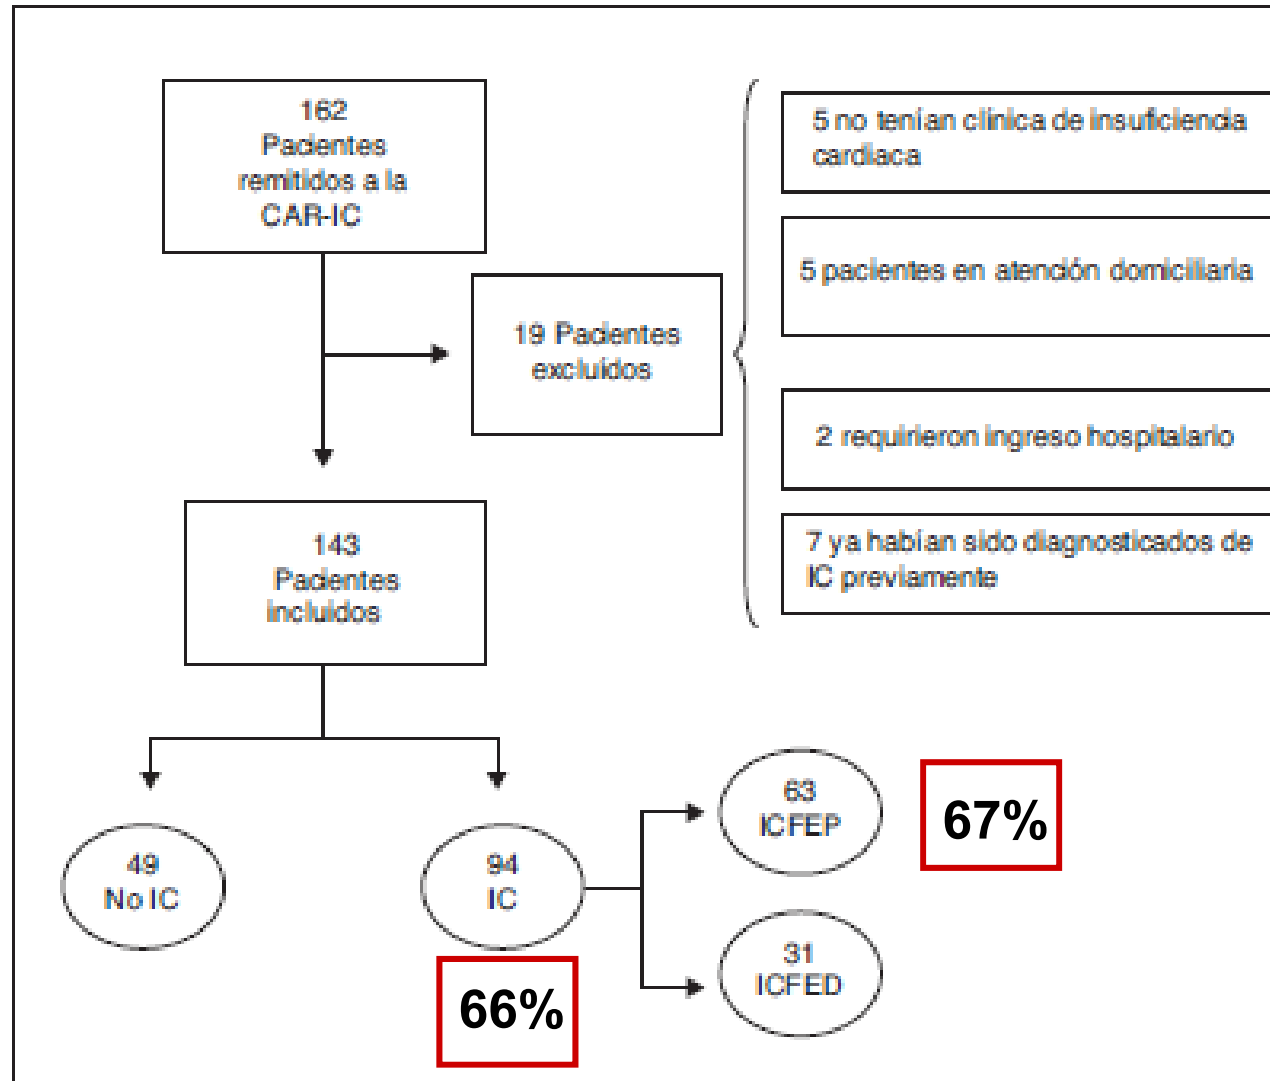 162
Pacientes
remitidos a la
CAR-IC
5 no tenían clínica de insuficiencia
cardiaca
5 pacientes en atención domiciliaria
19 Pacientes
excluídos
2 requirieron ingreso hospitalario
7 ya habían sido diagnosticados de
IC previamente
143
Pacientes
incluidos
49
No IC
94
IC
66%
63
ICFEP
67%
31
ICFED